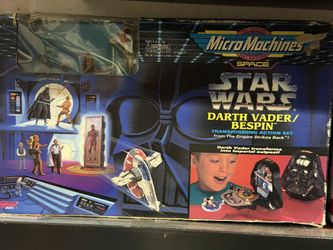 MicroMachines
SPACE
STAR
WARS
DARTH VADER/
BESPIN
TRANSFORMING ACTION SET
from The Empire Strikes Back!
Darth Vader transforms
into Imperial outpost!